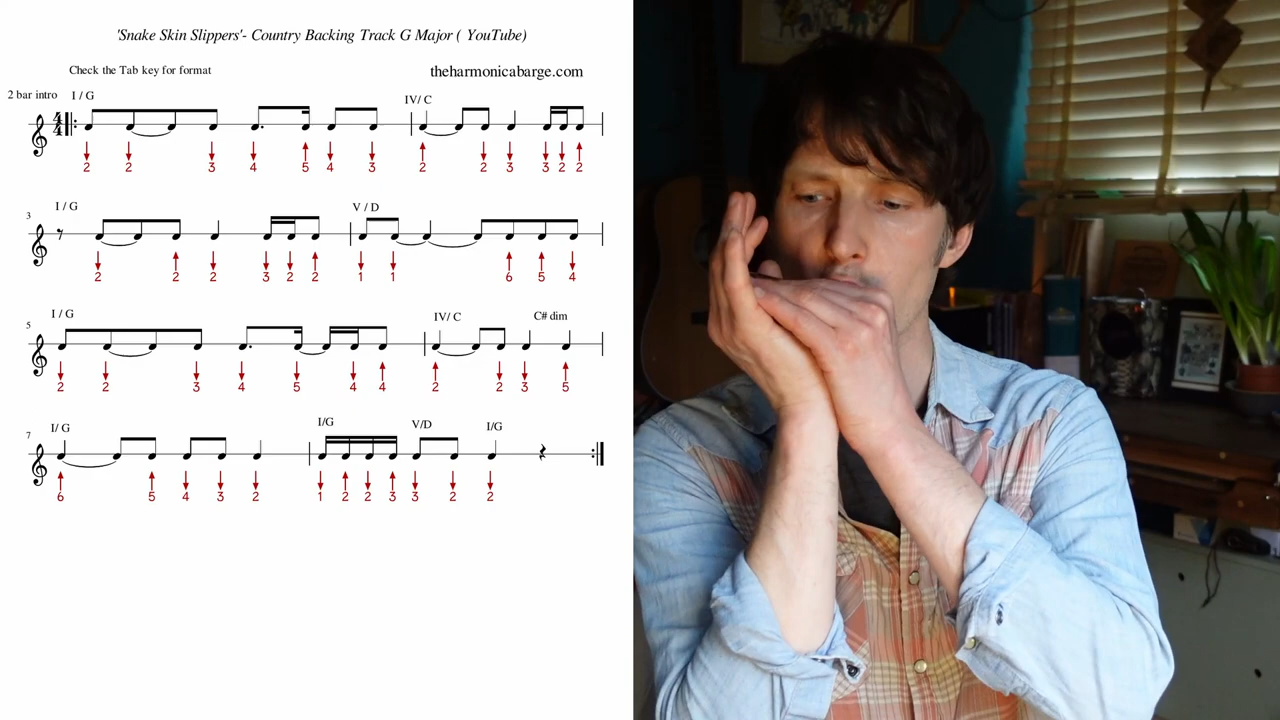 'Snake Skin Slippers'- Country Backing Track G Major ( YouTube)
Check the Tab key for format theharmonicabarge.com
2 bar intro I / G IV/ C
4 4
↓2 ↓2 ↓3 ↓4 ↑5 ↓4 ↓3 ↑2 ↓2 ↓3 ↓3 ↓2 ↑2
3 I / G V / D
↓2 ↑2 ↓2 ↓3 ↓2 ↑2 ↓1 ↓1 ↑6 ↑5 ↓4
5 I / G IV/ C C# dim
↓2 ↓2 ↓3 ↓4 ↓5 ↓4 ↑4 ↑2 ↓2 ↓3 ↑5
7 I/ G I/G V/D I/G
↑6 ↑5 ↓4 ↓3 ↓2 ↓1 ↑2 ↓2 ↑3 ↓3 ↓2 ↓2